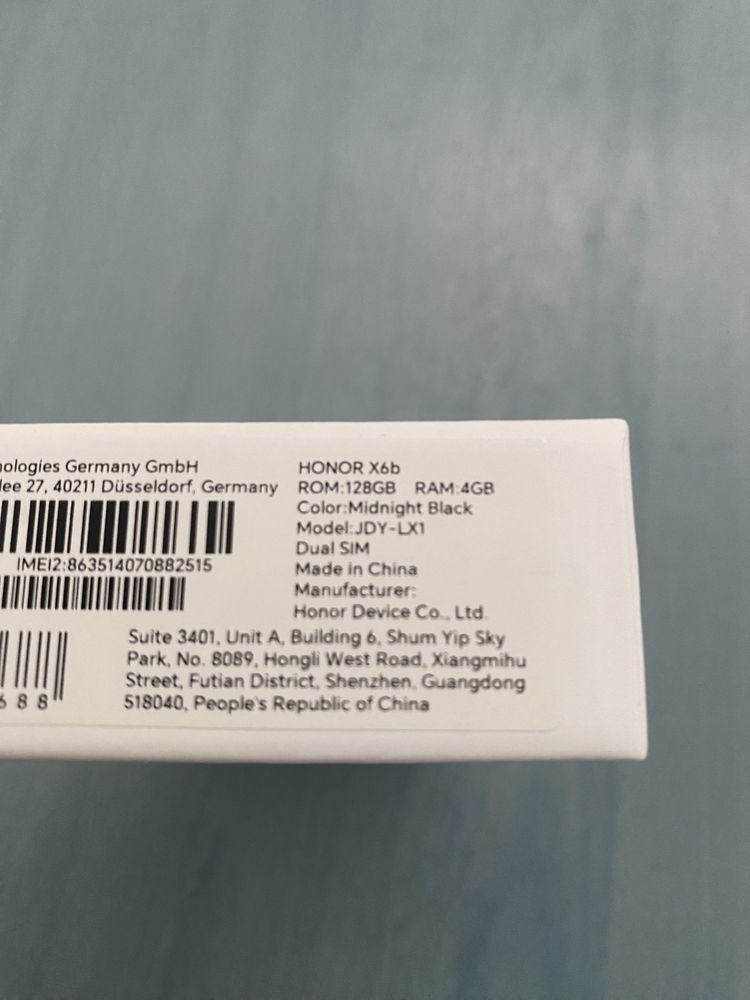 nologies Germany GmbH
lee 27, 40211 Düsseldorf, Germany
IMEI2:863514070882515
688
HONOR X6b
ROM:128GB RAM:4GB
Color:Midnight Black
Model:JDY-LX1
Dual SIM
Made in China
Manufacturer:
Honor Device Co., Ltd.
Suite 3401, Unit A, Building 6, Shum Yip Sky
Park, No. 8089, Hongli West Road, Xiangmihu
Street, Futian District, Shenzhen, Guangdong
518040, People's Republic of China